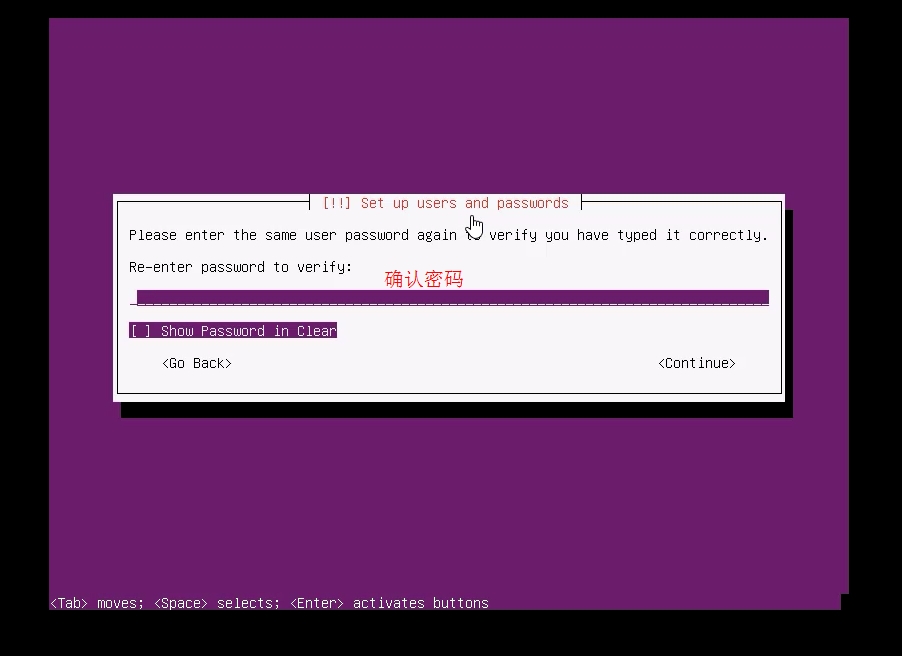 [!!] Set up users and passwords
Please enter the same user password again verify you have typed it correctly.
Re-enter password to verify:
确认密码
[ ] Show Password in Clear
<Go Back> <Continue>
<Tab> moves; <Space> selects; <Enter> activates buttons